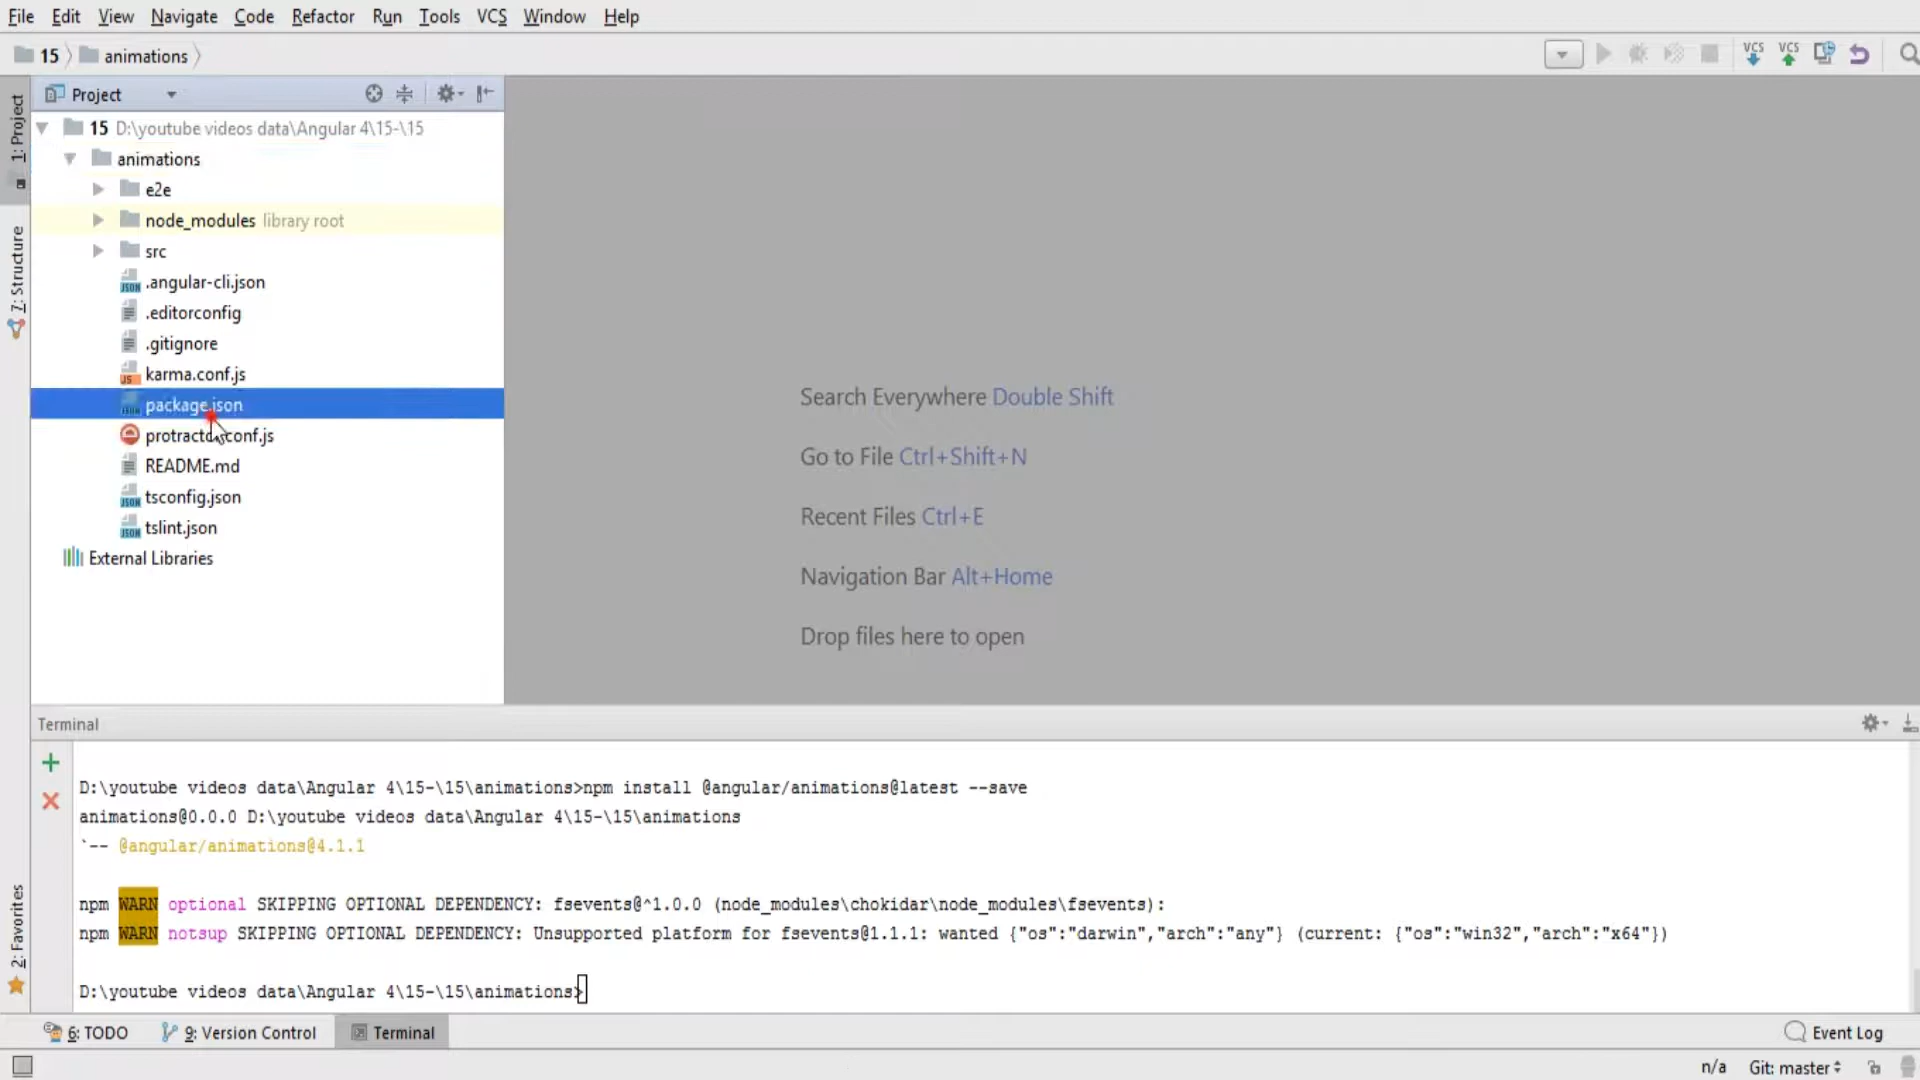 File Edit View Navigate Code Refactor Run Tools VCS Window Help
15 animations
VCS VCS
1: Project
7: Structure
2: Favorites
Project
15 D:\youtube videos data\Angular 4\15-\15
animations
e2e
node_modules library root
src
.angular-cli.json
.editorconfig
.gitignore
karma.conf.js
package.json
protractor.conf.js
README.md
tsconfig.json
tslint.json
External Libraries
Search Everywhere Double Shift
Go to File Ctrl+Shift+N
Recent Files Ctrl+E
Navigation Bar Alt+Home
Drop files here to open
Terminal
D:\youtube videos data\Angular 4\15-\15\animations>npm install @angular/animations@latest --save
animations@0.0.0 D:\youtube videos data\Angular 4\15-\15\animations
`-- @angular/animations@4.1.1
npm WARN optional SKIPPING OPTIONAL DEPENDENCY: fsevents@^1.0.0 (node_modules\chokidar\node_modules\fsevents):
npm WARN notsup SKIPPING OPTIONAL DEPENDENCY: Unsupported platform for fsevents@1.1.1: wanted {"os":"darwin","arch":"any"} (current: {"os":"win32","arch":"x64"})
D:\youtube videos data\Angular 4\15-\15\animations>
6: TODO 9: Version Control Terminal Event Log
n/a Git: master